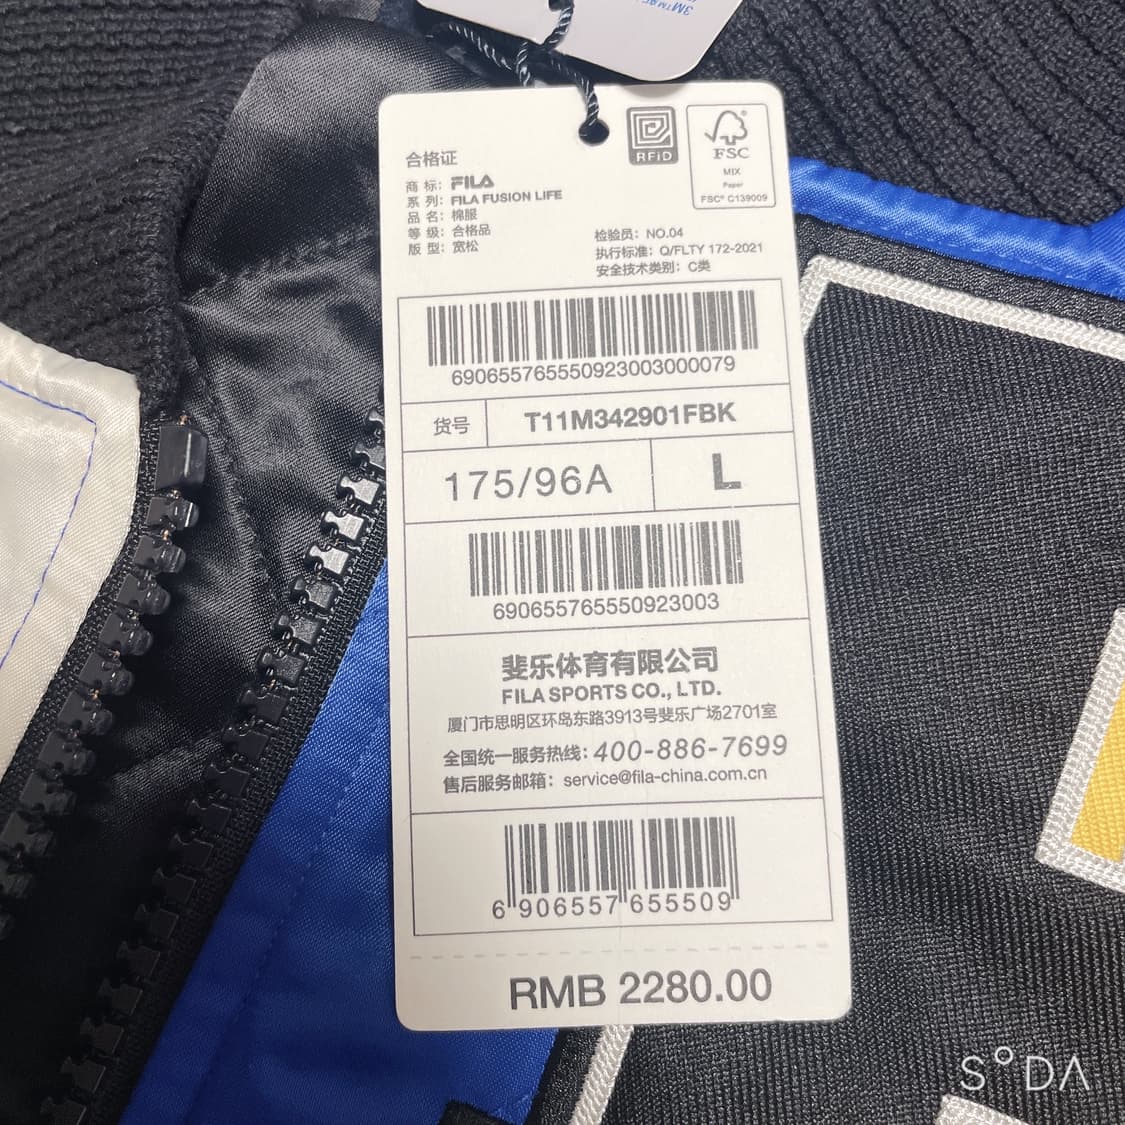 3M™
RFID
FSC
MIX
Paper
FSC® C139009
合格证
商 标: FILA
系 列: FILA FUSION LIFE
品 名: 棉服
等 级: 合格品
版 型: 宽松
检验员: NO.04
执行标准: Q/FLTY 172-2021
安全技术类别: C类
690655765550923003000079
货号 T11M342901FBK
175/96A L
690655765550923003
斐乐体育有限公司
FILA SPORTS CO., LTD.
厦门市思明区环岛东路3913号斐乐广场2701室
全国统一服务热线: 400-886-7699
售后服务邮箱: service@fila-china.com.cn
6 906557 655509
RMB 2280.00
S°DA